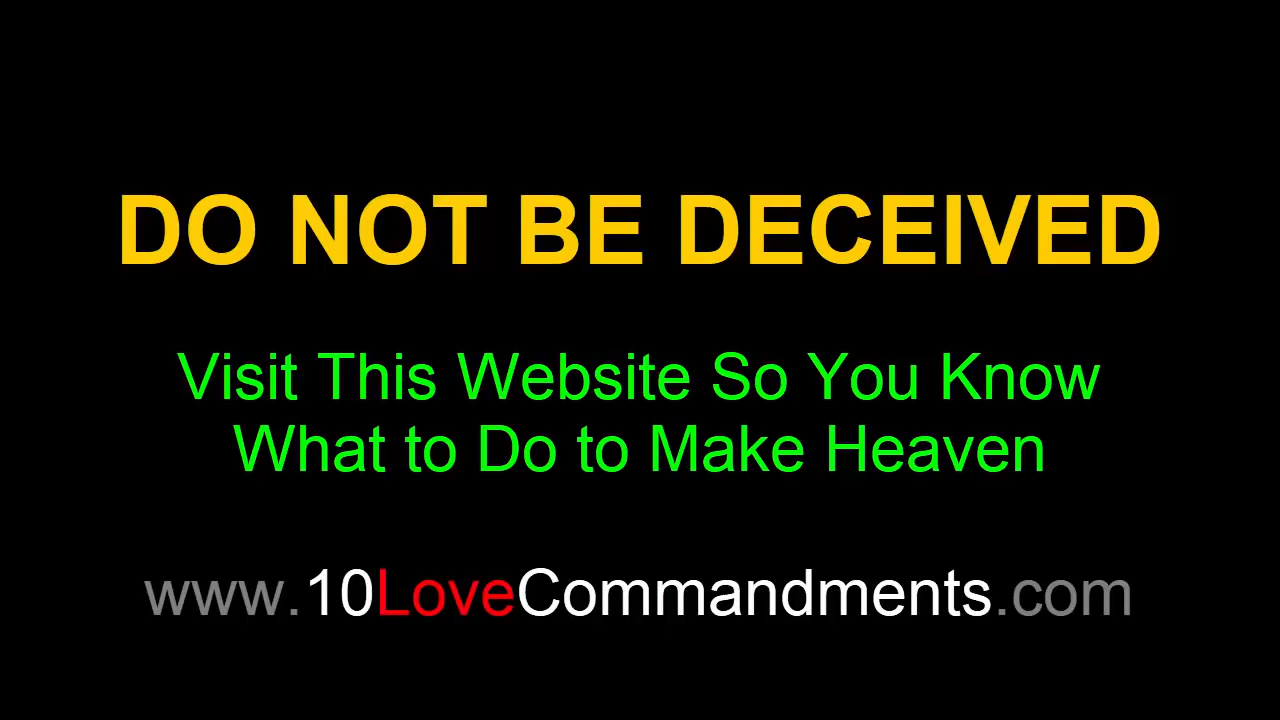 DO NOT BE DECEIVED
Visit This Website So You Know
What to Do to Make Heaven
www.10LoveCommandments.com